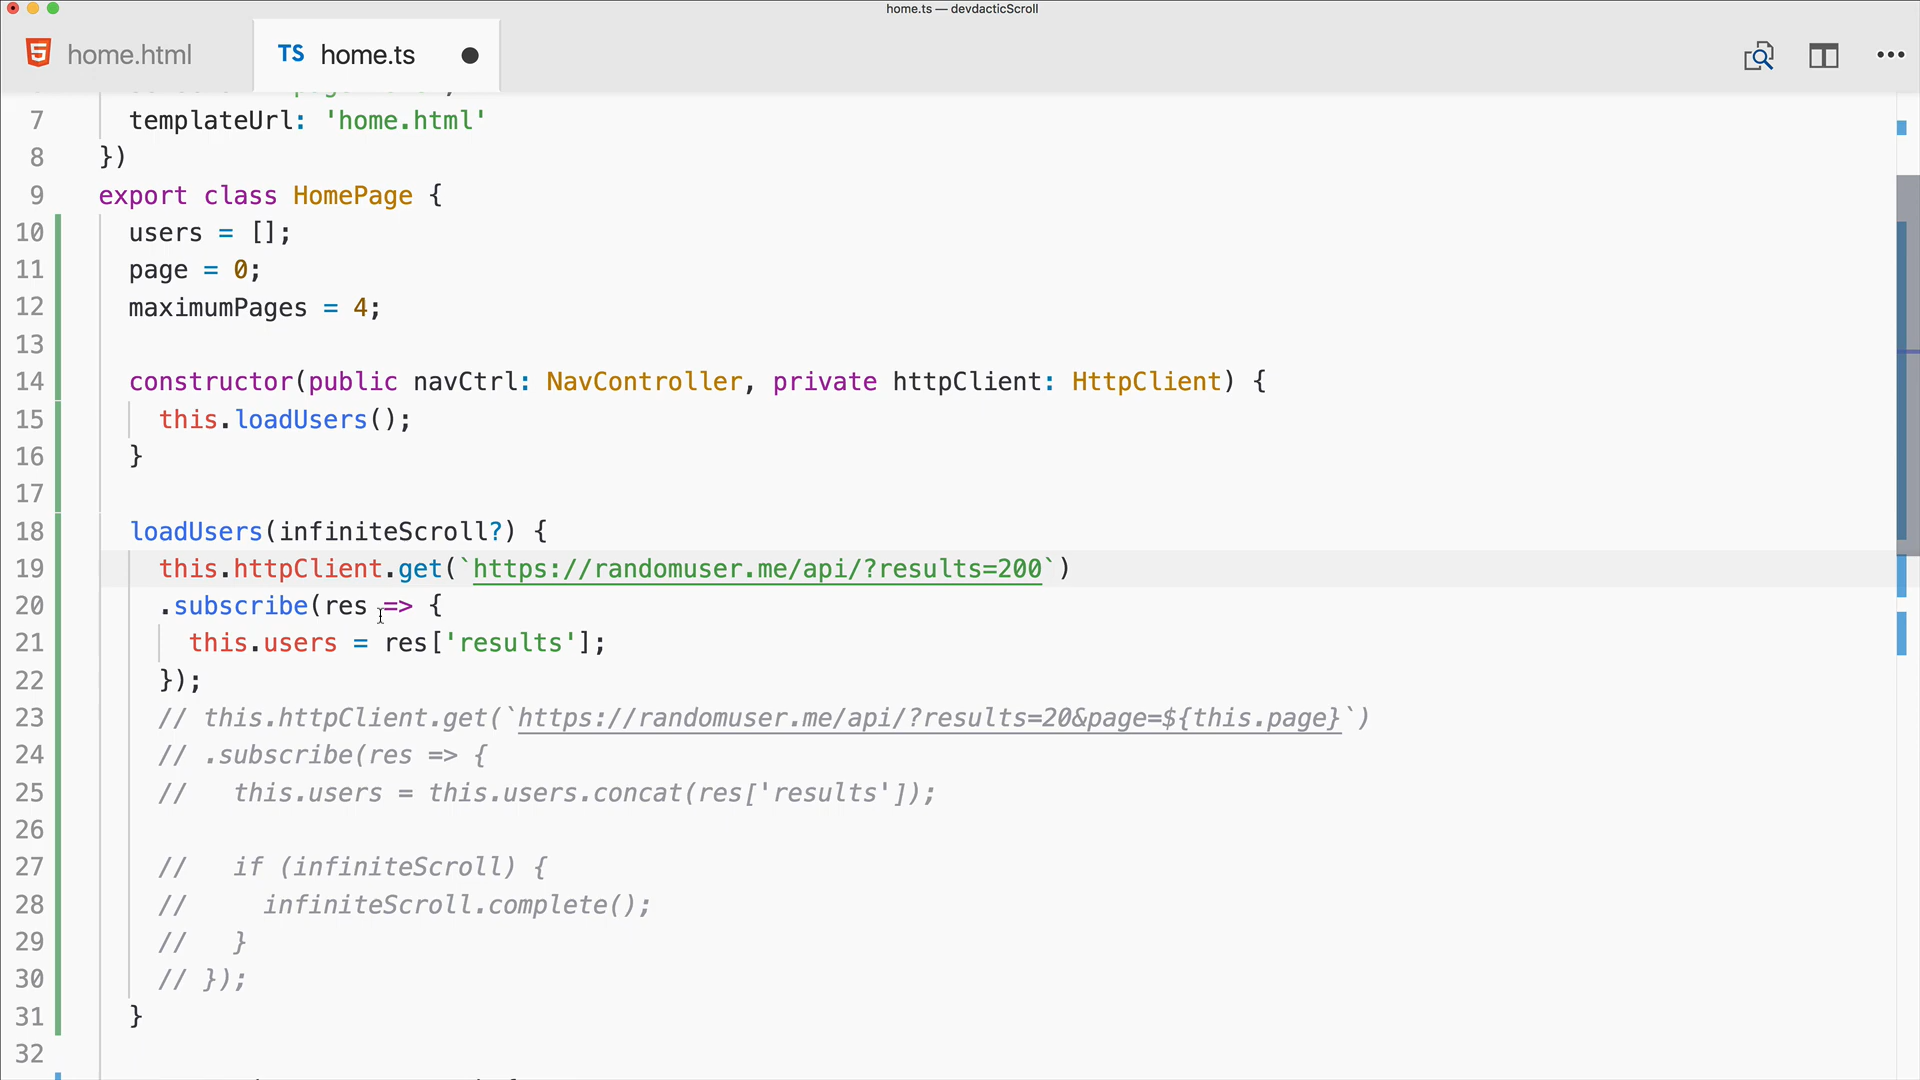 home.ts — devdacticScroll
home.html
TS home.ts
7 templateUrl: 'home.html'
8 })
9 export class HomePage {
10 users = [];
11 page = 0;
12 maximumPages = 4;
13
14 constructor(public navCtrl: NavController, private httpClient: HttpClient) {
15 this.loadUsers();
16 }
17
18 loadUsers(infiniteScroll?) {
19 this.httpClient.get(`https://randomuser.me/api/?results=200`)
20 .subscribe(res => {
21 this.users = res['results'];
22 });
23 // this.httpClient.get(`https://randomuser.me/api/?results=20&page=${this.page}`)
24 // .subscribe(res => {
25 //   this.users = this.users.concat(res['results']);
26
27 //   if (infiniteScroll) {
28 //     infiniteScroll.complete();
29 //   }
30 // });
31 }
32